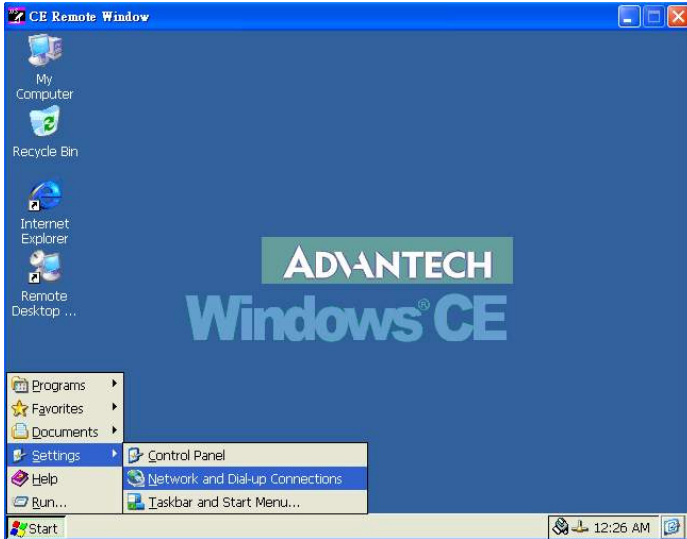 CE Remote Window
My
Computer
Recycle Bin
Internet
Explorer
Remote
Desktop ...
ADVANTECH
Windows® CE
Programs
Favorites
Documents
Settings
Help
Run...
Control Panel
Network and Dial-up Connections
Taskbar and Start Menu...
Start
12:26 AM